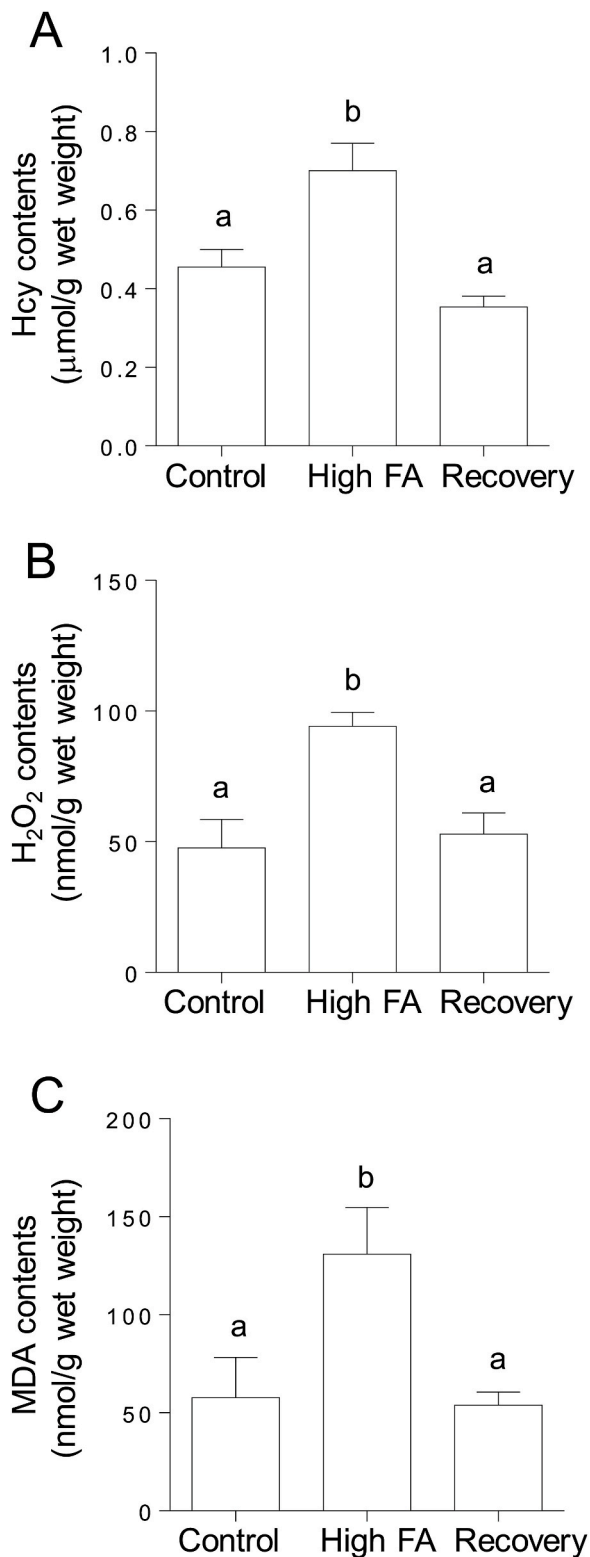 A
Hcy contents
(μmol/g wet weight)
1.0
0.8
0.6
0.4
0.2
0.0
a
b
a
Control High FA Recovery
B
H₂O₂ contents
(nmol/g wet weight)
150
100
50
0
a
b
a
Control High FA Recovery
C
MDA contents
(nmol/g wet weight)
200
150
100
50
0
a
b
a
Control High FA Recovery